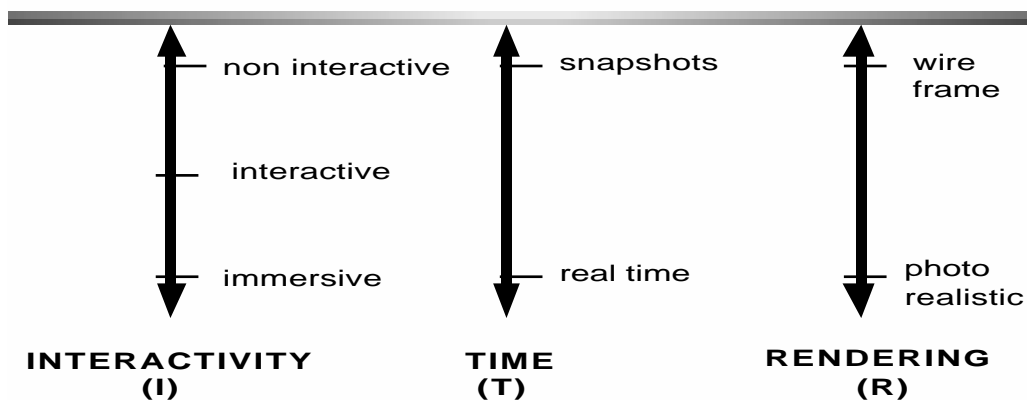 non interactive
snapshots
wire
frame
interactive
immersive
real time
photo
realistic
INTERACTIVITY
(I)
TIME
(T)
RENDERING
(R)